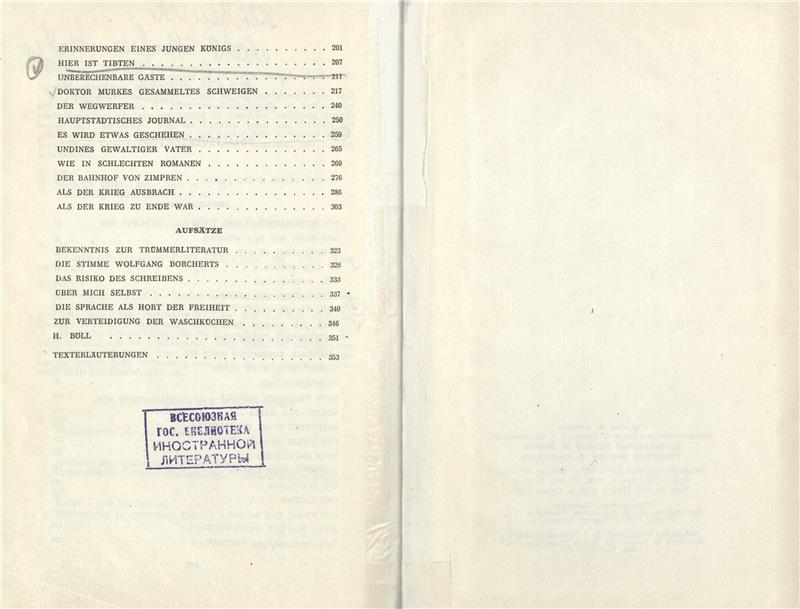 ERINNERUNGEN EINES JUNGEN KÖNIGS . . . . . . . . . . 201
HIER IST TIBTEN . . . . . . . . . . . . . . . . . . . 207
UNBERECHENBARE GÄSTE . . . . . . . . . . . . . . . . 211
DOKTOR MURKES GESAMMELTES SCHWEIGEN . . . . . . . . 217
DER WEGWERFER . . . . . . . . . . . . . . . . . . . . 240
HAUPTSTÄDTISCHES JOURNAL . . . . . . . . . . . . . . 250
ES WIRD ETWAS GESCHEHEN . . . . . . . . . . . . . . . 259
UNDINES GEWALTIGER VATER . . . . . . . . . . . . . . 265
WIE IN SCHLECHTEN ROMANEN . . . . . . . . . . . . . . 269
DER BAHNHOF VON ZIMPREN . . . . . . . . . . . . . . . 276
ALS DER KRIEG AUSBRACH . . . . . . . . . . . . . . . 286
ALS DER KRIEG ZU ENDE WAR . . . . . . . . . . . . . . 303
AUFSÄTZE
BEKENNTNIS ZUR TRÜMMERLITERATUR . . . . . . . . . . . 323
DIE STIMME WOLFGANG BORCHERTS . . . . . . . . . . . . 328
DAS RISIKO DES SCHREIBENS . . . . . . . . . . . . . . 333
ÜBER MICH SELBST . . . . . . . . . . . . . . . . . . 337
DIE SPRACHE ALS HORT DER FREIHEIT . . . . . . . . . . 340
ZUR VERTEIDIGUNG DER WASCHKÜCHEN . . . . . . . . . . 346
H. BÖLL . . . . . . . . . . . . . . . . . . . . . . . 351
TEXTERLÄUTERUNGEN . . . . . . . . . . . . . . . . . . 353
ВСЕСОЮЗНАЯ
ГОС. БИБЛИОТЕКА
ИНОСТРАННОЙ
ЛИТЕРАТУРЫ